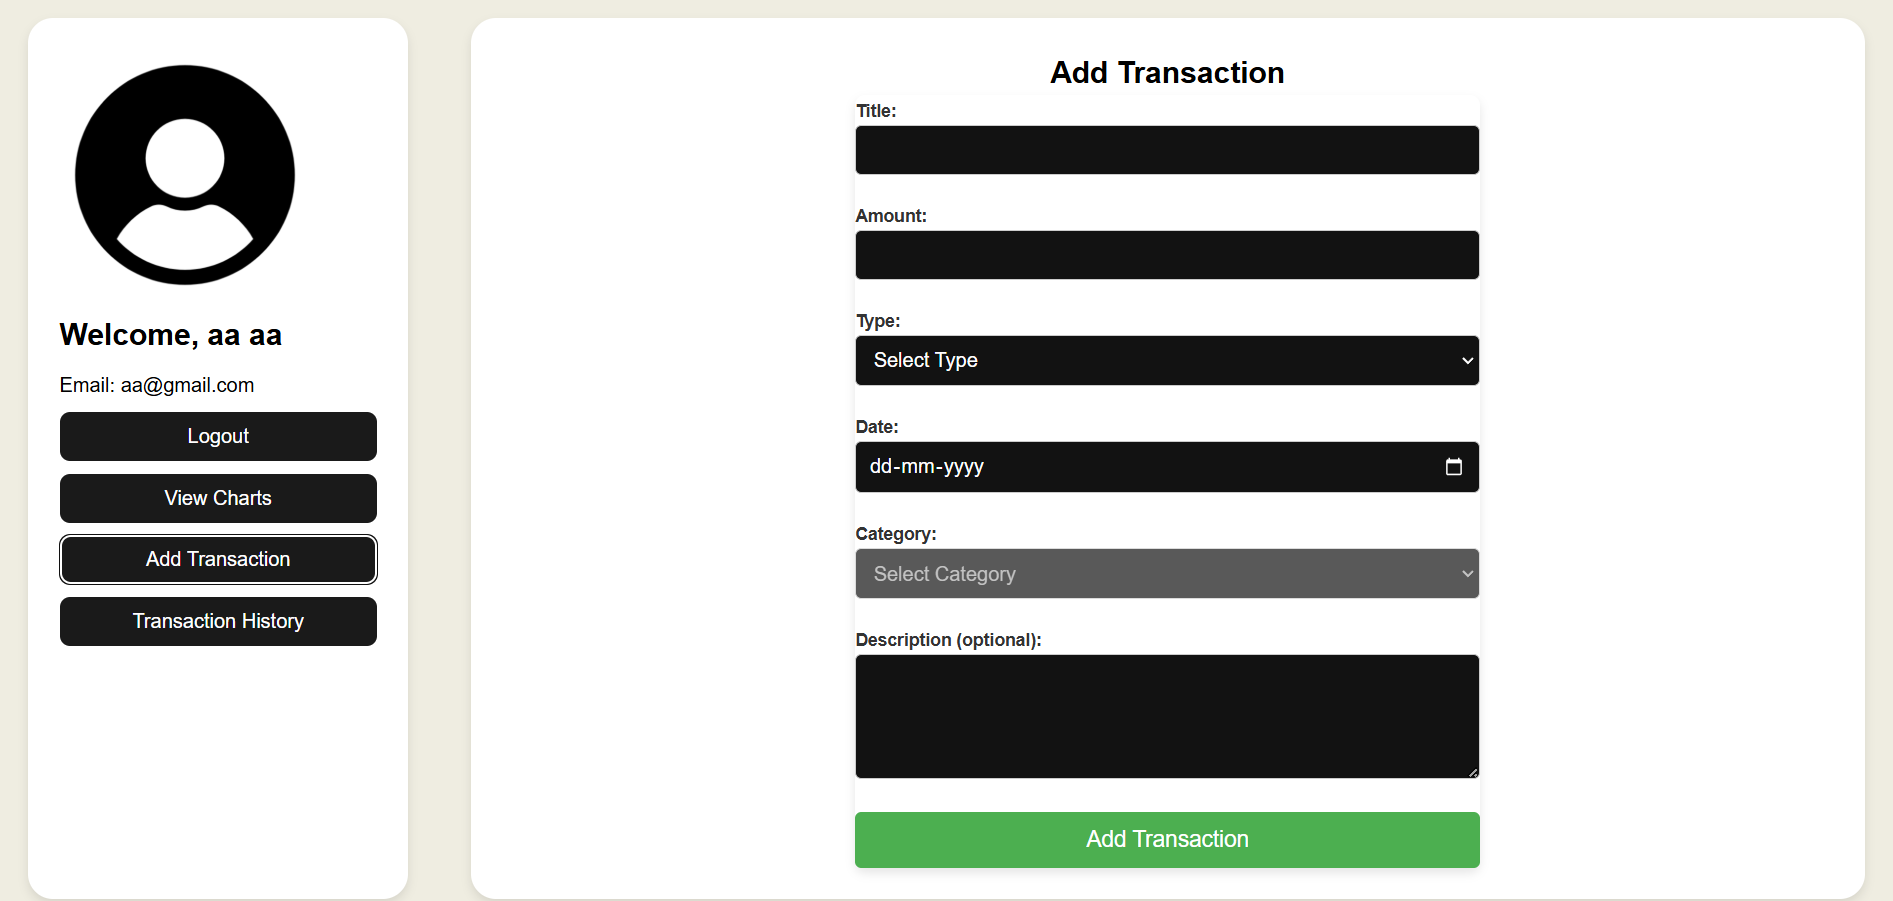 Welcome, aa aa
Email: aa@gmail.com
Logout
View Charts
Add Transaction
Transaction History
Add Transaction
Title:
Amount:
Type:
Select Type
Date:
dd-mm-yyyy
Category:
Select Category
Description (optional):
Add Transaction